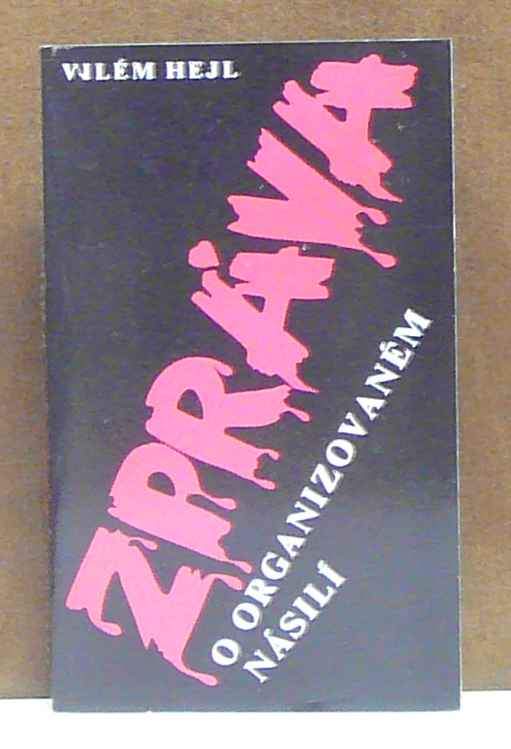 VILÉM HEJL
ZPRÁVA
O ORGANIZOVANÉM
NÁSILÍ